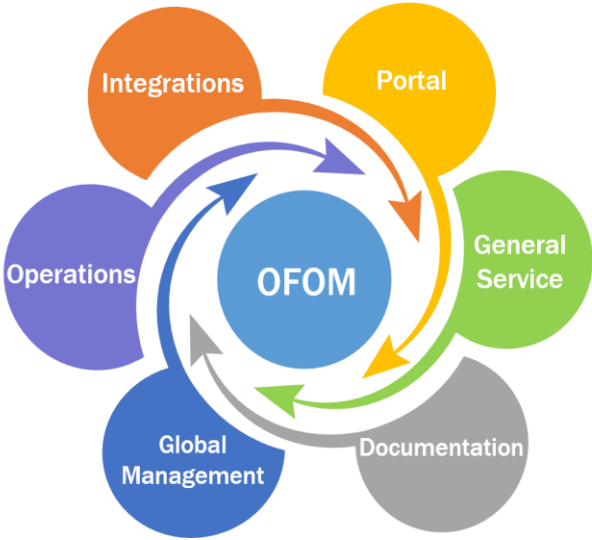 Integrations
Portal
General
Service
Operations
OFOM
Global
Management
Documentation